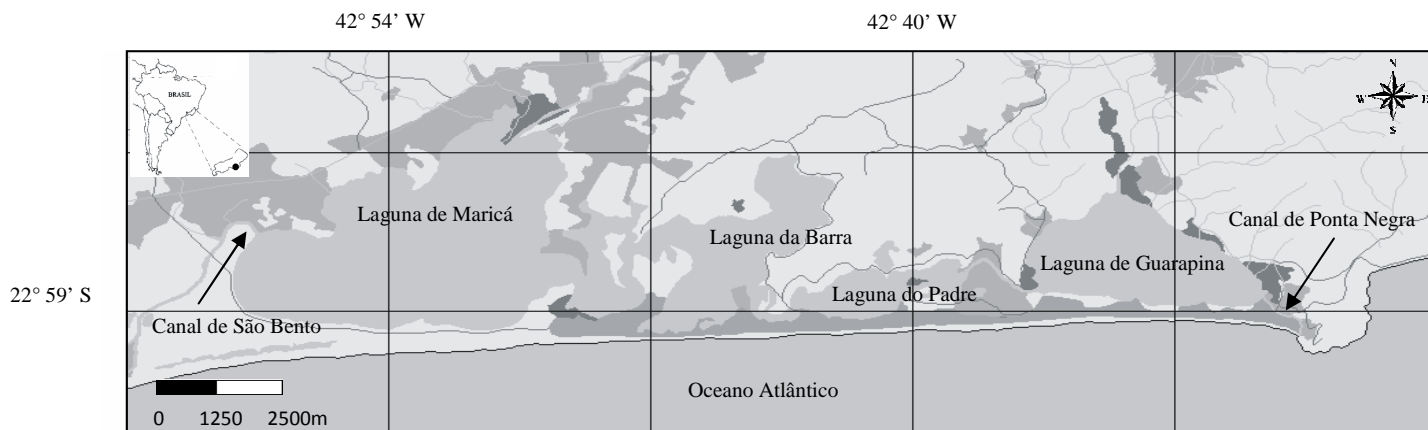 42° 54’ W
42° 40’ W
BRASIL
N
W
E
S
Laguna de Maricá
Canal de Ponta Negra
Laguna da Barra
Laguna de Guarapina
22° 59’ S
Laguna do Padre
Canal de São Bento
Oceano Atlântico
0 1250 2500m